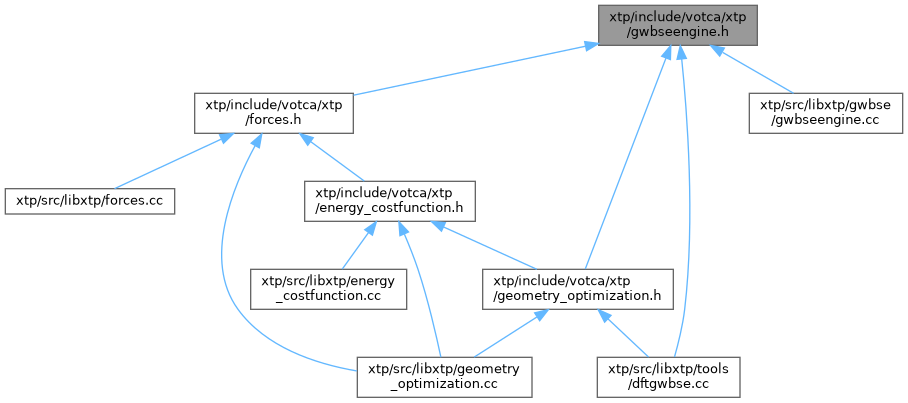 xtp/include/votca/xtp
/gwbseengine.h
xtp/include/votca/xtp
/forces.h
xtp/src/libxtp/gwbse
/gwbseengine.cc
xtp/src/libxtp/forces.cc
xtp/include/votca/xtp
/energy_costfunction.h
xtp/src/libxtp/energy
_costfunction.cc
xtp/include/votca/xtp
/geometry_optimization.h
xtp/src/libxtp/geometry
_optimization.cc
xtp/src/libxtp/tools
/dftgwbse.cc